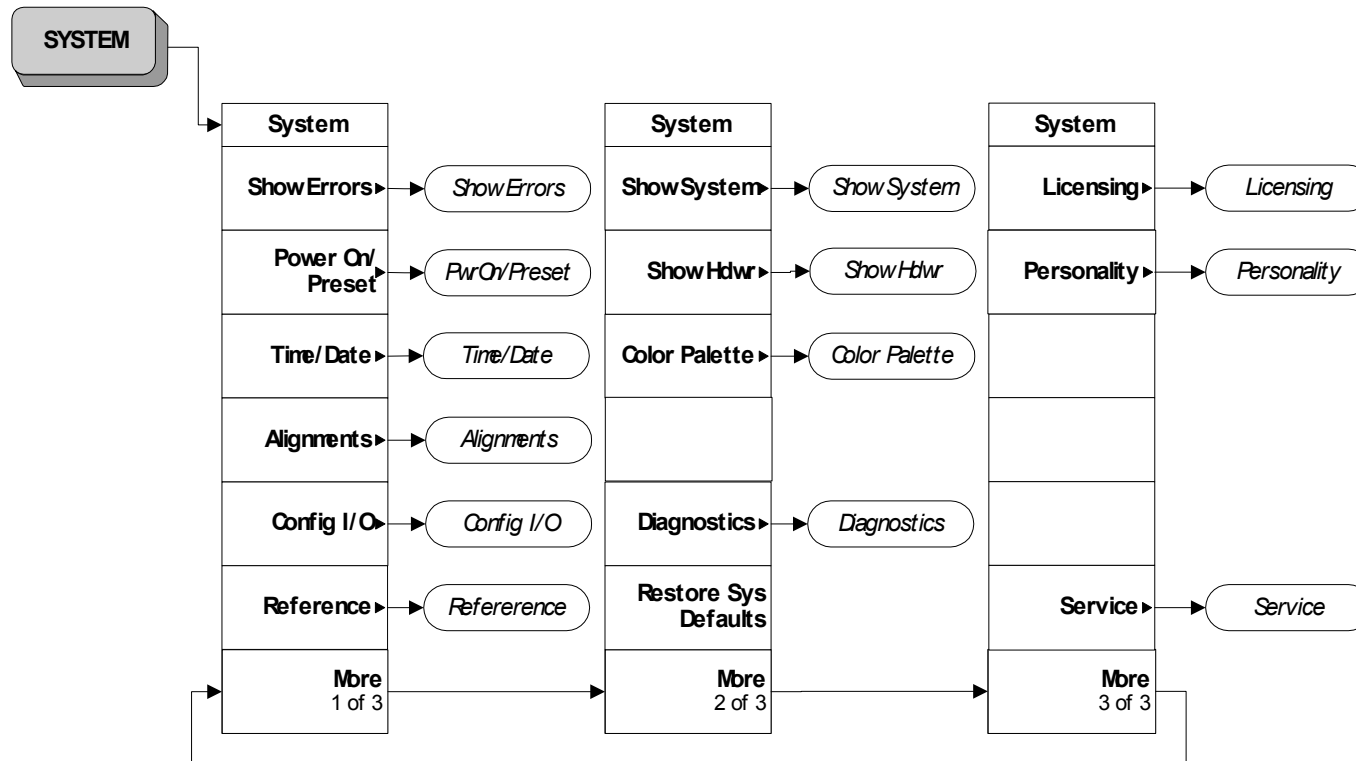 SYSTEM
System
Show Errors
Show Errors
Power On/
Preset
PwrOn/Preset
Time/Date
Time/Date
Alignments
Alignments
Config I/O
Config I/O
Reference
Refererence
More
1 of 3
System
Show System
Show System
Show Hdwr
Show Hdwr
Color Palette
Color Palette
Diagnostics
Diagnostics
Restore Sys
Defaults
More
2 of 3
System
Licensing
Licensing
Personality
Personality
Service
Service
More
3 of 3